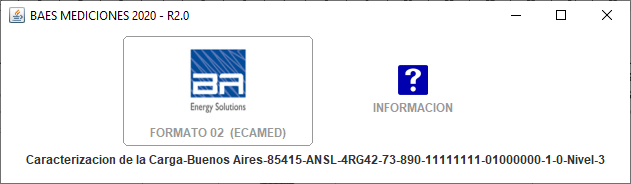 BAES MEDICIONES 2020 - R2.0
BA
Energy Solutions
FORMATO 02 (ECAMED)
?
INFORMACION
Caracterizacion de la Carga-Buenos Aires-85415-ANSL-4RG42-73-890-11111111-01000000-1-0-Nivel-3